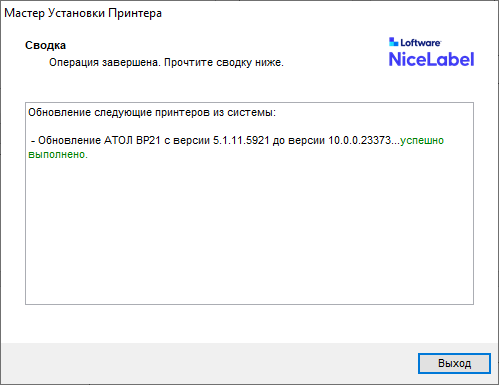 Мастер Установки Принтера
Сводка
Операция завершена. Прочтите сводку ниже.
Loftware
NiceLabel
Обновление следующие принтеров из системы:
- Обновление АТОЛ BP21 с версии 5.1.11.5921 до версии 10.0.0.23373...успешно
выполнено.
Выход